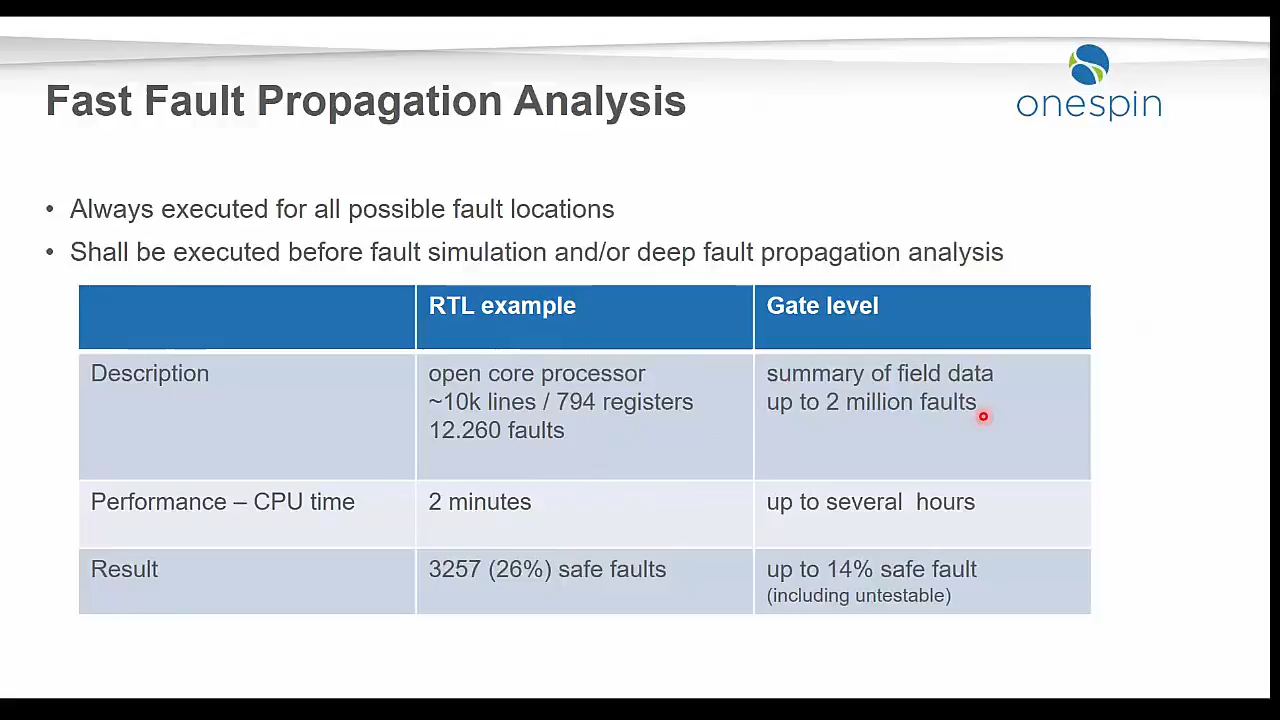 Fast Fault Propagation Analysis
onespin
• Always executed for all possible fault locations
• Shall be executed before fault simulation and/or deep fault propagation analysis
RTL example
Gate level
Description
open core processor
~10k lines / 794 registers
12.260 faults
summary of field data
up to 2 million faults
Performance – CPU time
2 minutes
up to several  hours
Result
3257 (26%) safe faults
up to 14% safe fault
(including untestable)